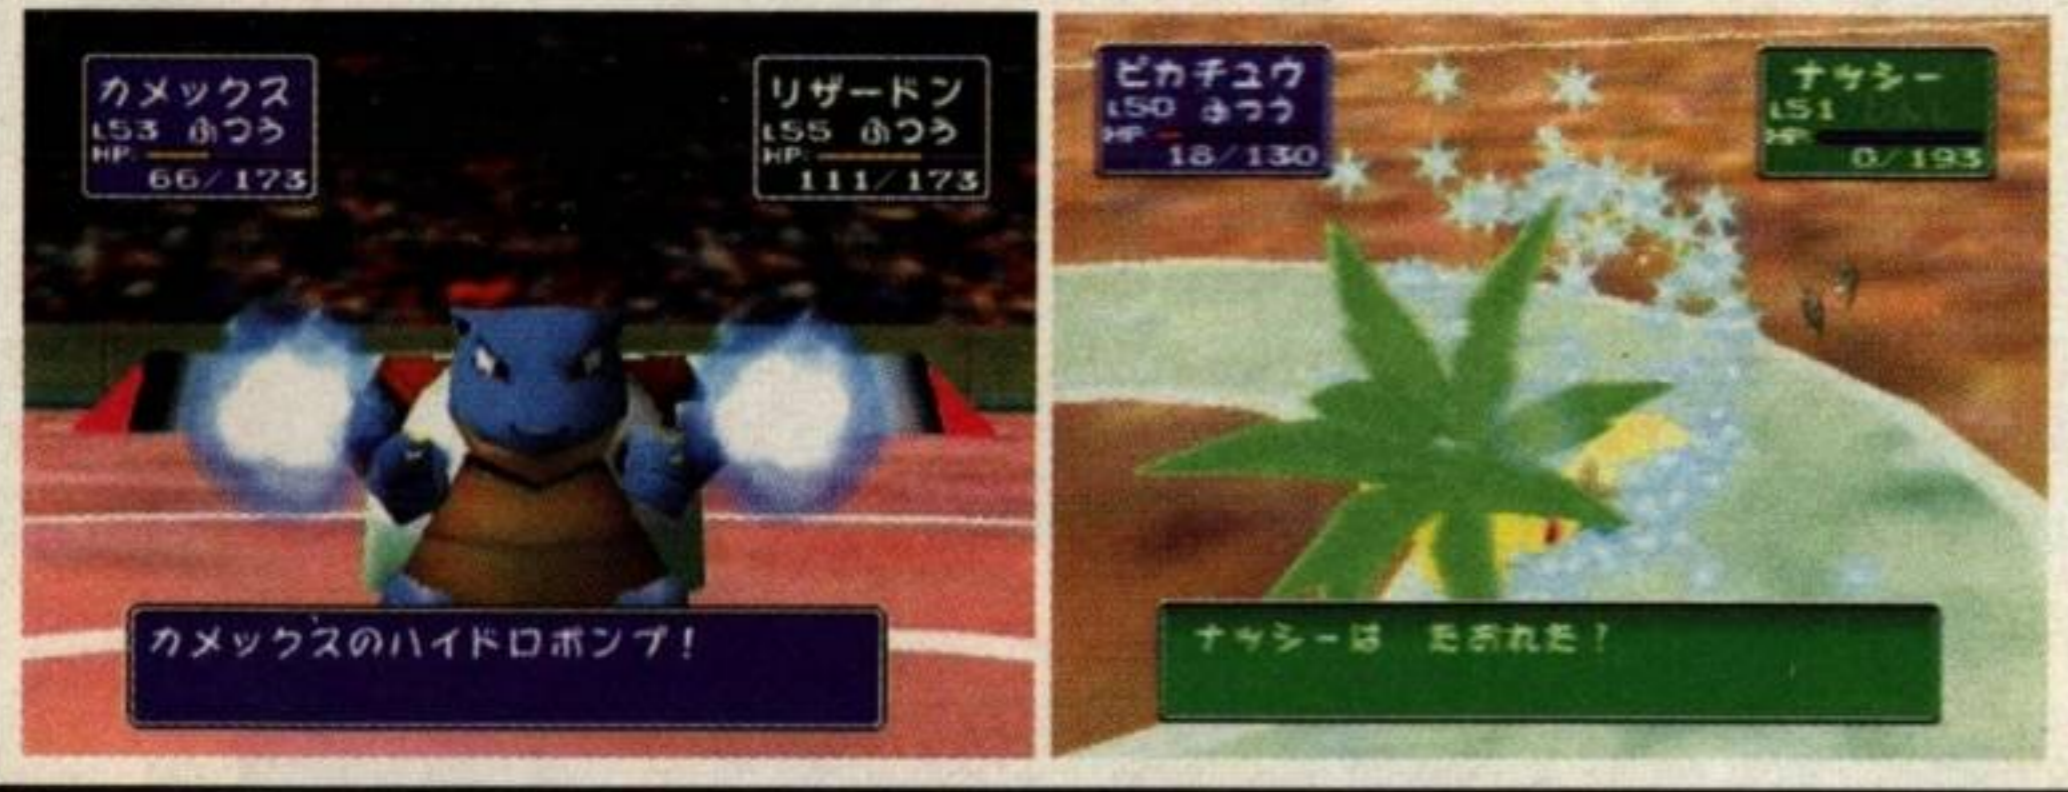 カメックス
L53 ふつう
HP:
66/173
リザードン
L55 ふつう
HP:
111/173
カメックスのハイドロポンプ!
ピカチュウ
L50 ふつう
HP:
18/130
ナッシー
L51
HP:
0/193
ナッシーは たおれた!